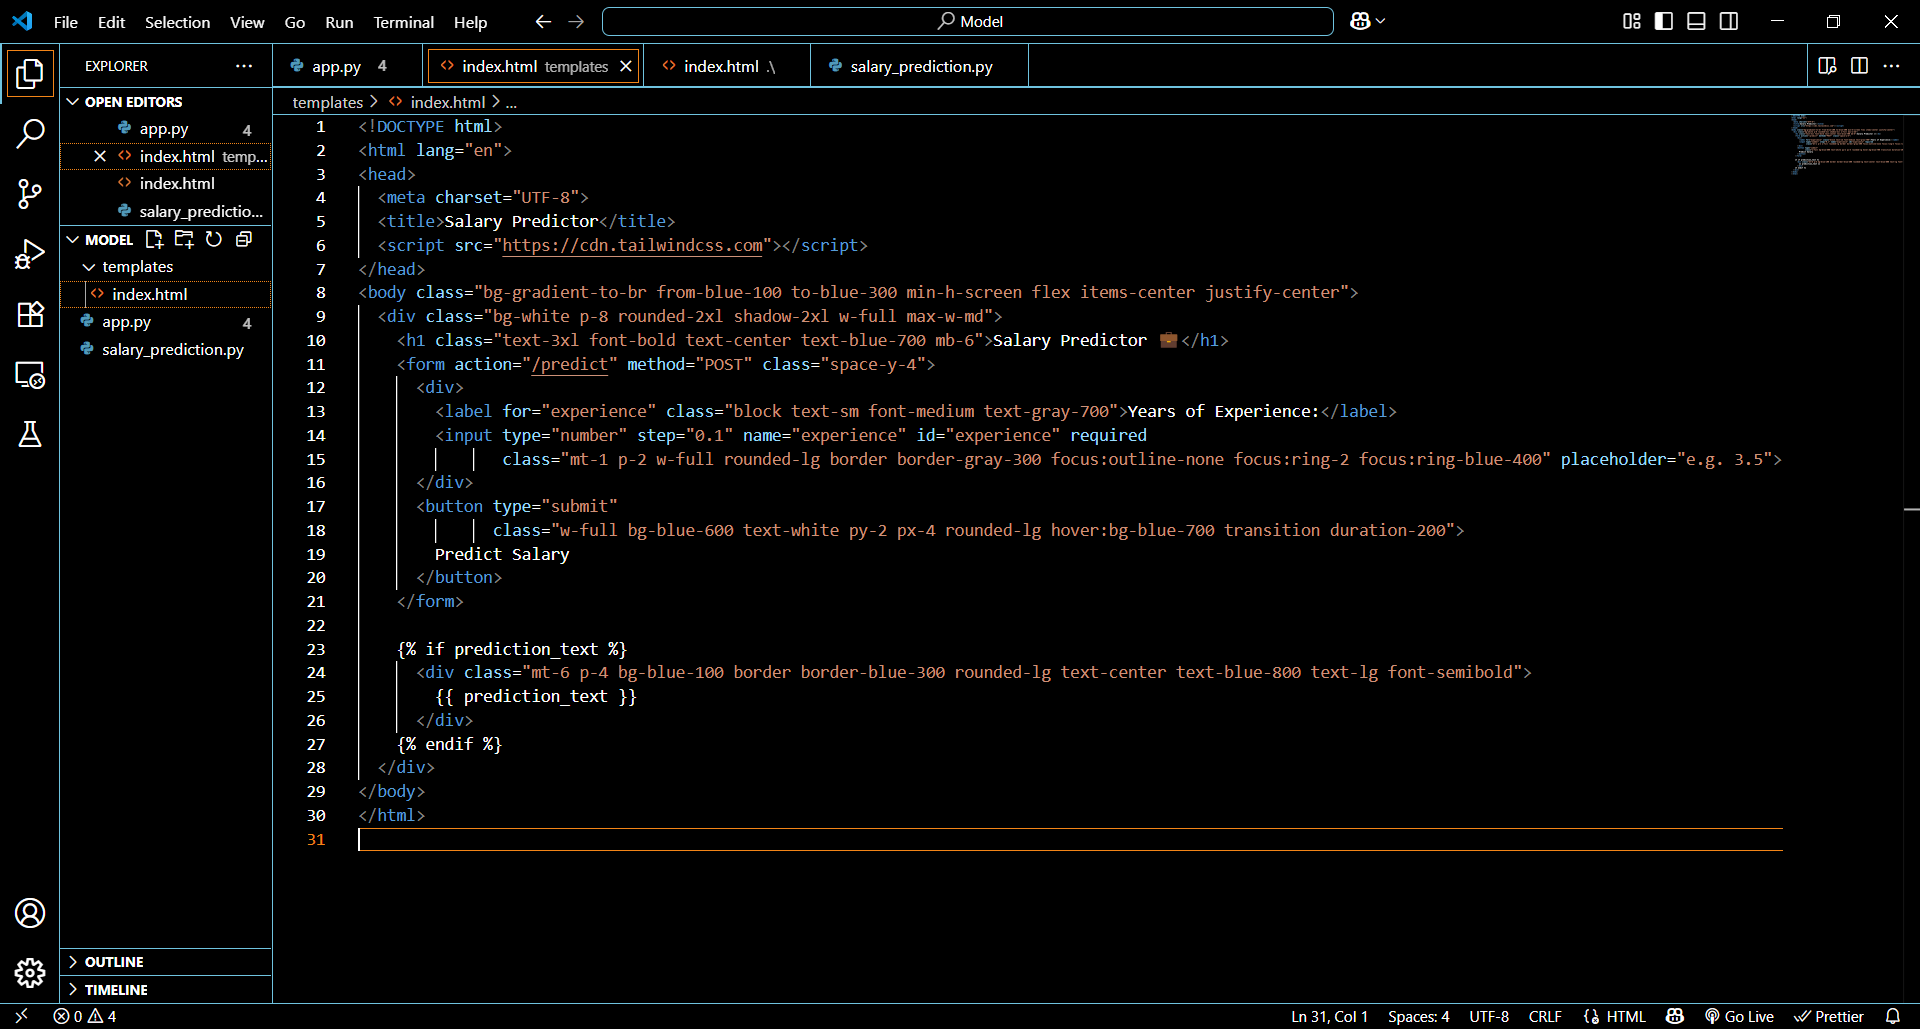 File Edit Selection View Go Run Terminal Help
Model
EXPLORER
OPEN EDITORS
app.py 4
index.html temp...
index.html
salary_predictio...
MODEL
templates
index.html
app.py 4
salary_prediction.py
OUTLINE
TIMELINE
app.py 4
index.html templates
index.html .\
salary_prediction.py
templates > index.html > ...
1 <!DOCTYPE html>
2 <html lang="en">
3 <head>
4 <meta charset="UTF-8">
5 <title>Salary Predictor</title>
6 <script src="https://cdn.tailwindcss.com"></script>
7 </head>
8 <body class="bg-gradient-to-br from-blue-100 to-blue-300 min-h-screen flex items-center justify-center">
9 <div class="bg-white p-8 rounded-2xl shadow-2xl w-full max-w-md">
10 <h1 class="text-3xl font-bold text-center text-blue-700 mb-6">Salary Predictor 💼</h1>
11 <form action="/predict" method="POST" class="space-y-4">
12 <div>
13 <label for="experience" class="block text-sm font-medium text-gray-700">Years of Experience:</label>
14 <input type="number" step="0.1" name="experience" id="experience" required
15 class="mt-1 p-2 w-full rounded-lg border border-gray-300 focus:outline-none focus:ring-2 focus:ring-blue-400" placeholder="e.g. 3.5">
16 </div>
17 <button type="submit"
18 class="w-full bg-blue-600 text-white py-2 px-4 rounded-lg hover:bg-blue-700 transition duration-200">
19 Predict Salary
20 </button>
21 </form>
22
23 {% if prediction_text %}
24 <div class="mt-6 p-4 bg-blue-100 border border-blue-300 rounded-lg text-center text-blue-800 text-lg font-semibold">
25 {{ prediction_text }}
26 </div>
27 {% endif %}
28 </div>
29 </body>
30 </html>
31
0 4
Ln 31, Col 1 Spaces: 4 UTF-8 CRLF HTML Go Live Prettier